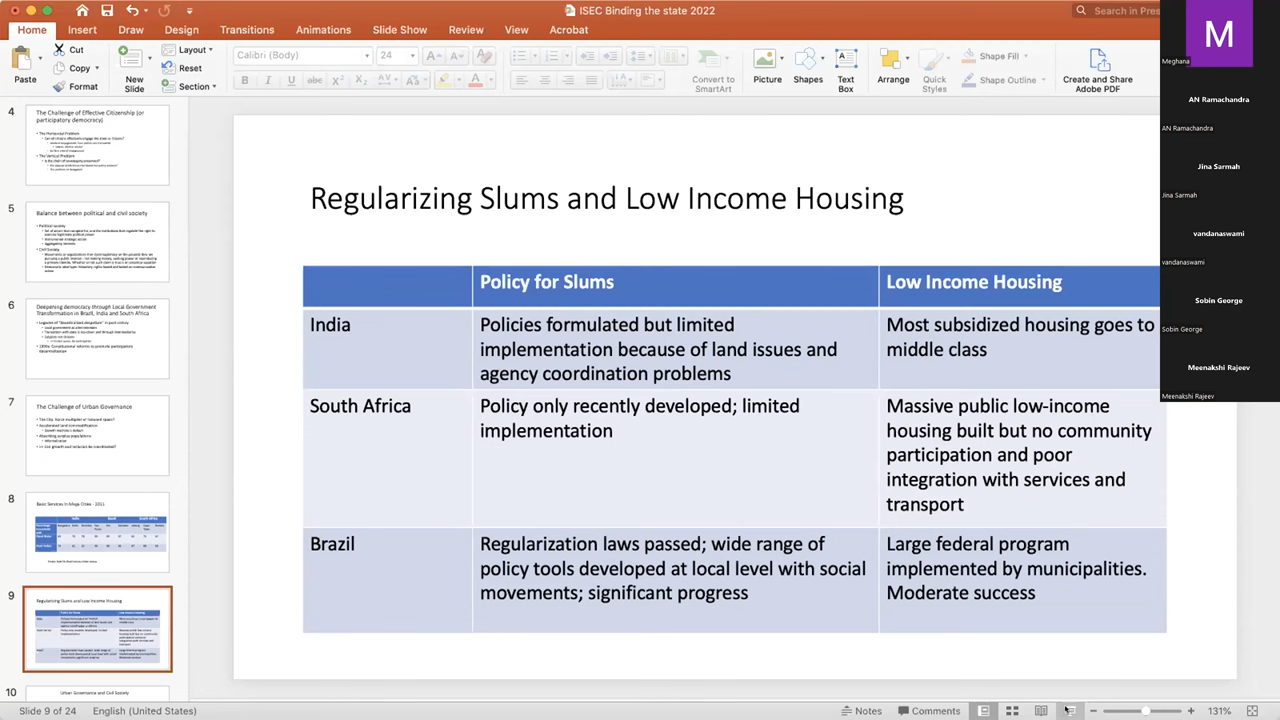 ISEC Binding the state 2022
Search in Pres
Home Insert Draw Design Transitions Animations Slide Show Review View Acrobat
Paste Cut Copy Format
New Slide Layout Reset Section
Calibri (Body) 24
Convert to SmartArt
Picture Shapes Text Box Arrange Quick Styles Shape Fill Shape Outline
Create and Share Adobe PDF
M
Meghana
AN Ramachandra
AN Ramachandra
Jina Sarmah
Jina Sarmah
vandanaswami
vandanaswami
Sobin George
Sobin George
Meenakshi Rajeev
Meenakshi Rajeev
4
The Challenge of Effective Citizenship (or
participatory democracy)
5
Balance between political and civil society
6
Deepening democracy through Local Government
Transformation in Brazil, India and South Africa
7
The Challenge of Urban Governance
8
Basic Services in Mega Cities - 2011
9
Regularizing Slums and Low Income Housing
10
Urban Governance and Civil Society
Regularizing Slums and Low Income Housing
Policy for Slums
Low Income Housing
India
Policies formulated but limited
implementation because of land issues and
agency coordination problems
Most subsidized housing goes to
middle class
South Africa
Policy only recently developed; limited
implementation
Massive public low-income
housing built but no community
participation and poor
integration with services and
transport
Brazil
Regularization laws passed; wide range of
policy tools developed at local level with social
movements; significant progress
Large federal program
implemented by municipalities.
Moderate success
Slide 9 of 24 English (United States) Notes Comments 131%